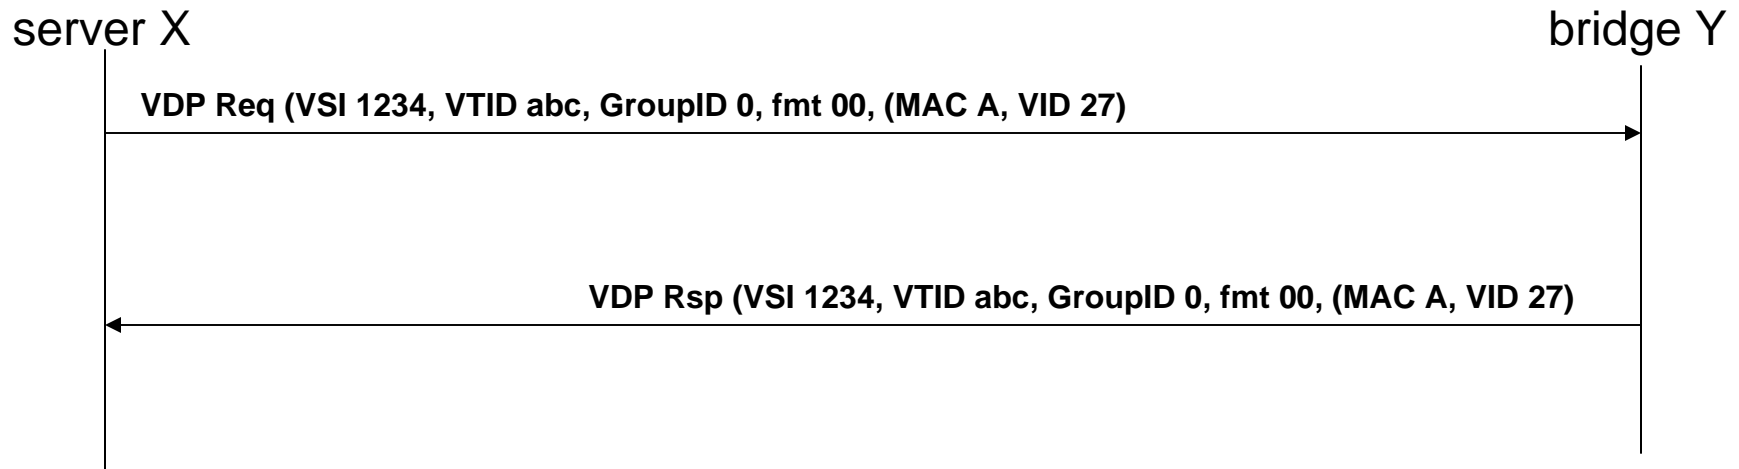 server X
bridge Y
VDP Req (VSI 1234, VTID abc, GroupID 0, fmt 00, (MAC A, VID 27)
VDP Rsp (VSI 1234, VTID abc, GroupID 0, fmt 00, (MAC A, VID 27)